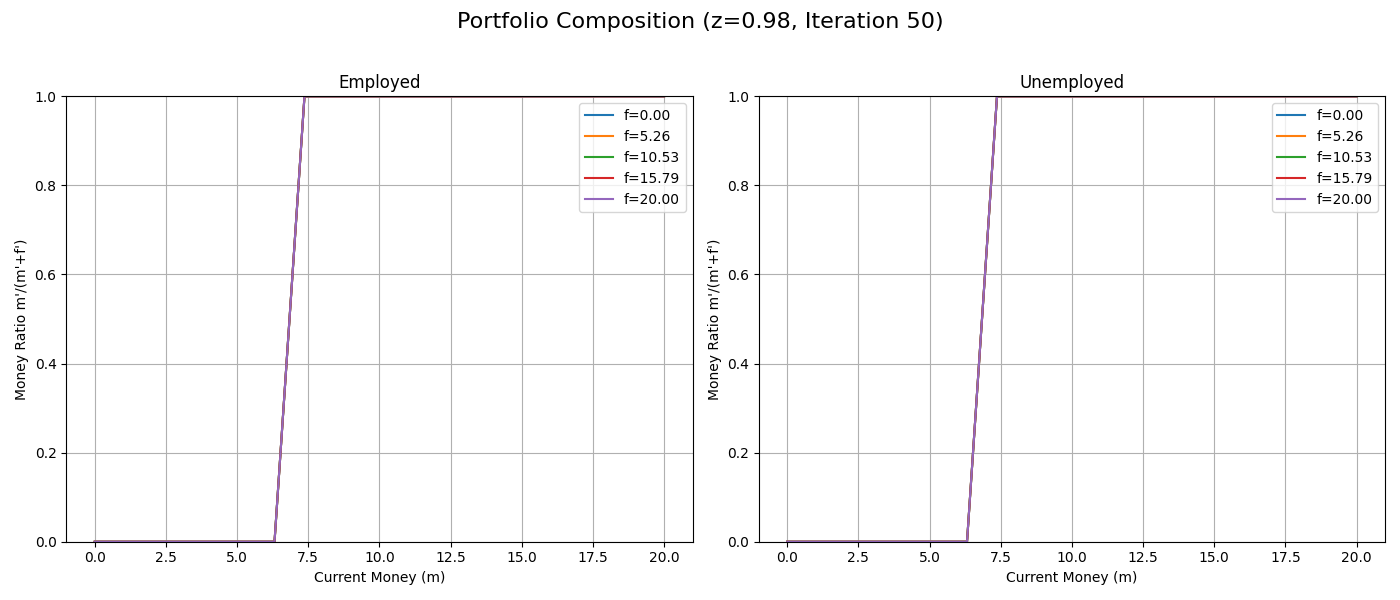 Portfolio Composition (z=0.98, Iteration 50)
Employed
Money Ratio m'/(m'+f')
1.0
0.8
0.6
0.4
0.2
0.0
f=0.00
f=5.26
f=10.53
f=15.79
f=20.00
0.0 2.5 5.0 7.5 10.0 12.5 15.0 17.5 20.0
Current Money (m)
Unemployed
Money Ratio m'/(m'+f')
1.0
0.8
0.6
0.4
0.2
0.0
f=0.00
f=5.26
f=10.53
f=15.79
f=20.00
0.0 2.5 5.0 7.5 10.0 12.5 15.0 17.5 20.0
Current Money (m)